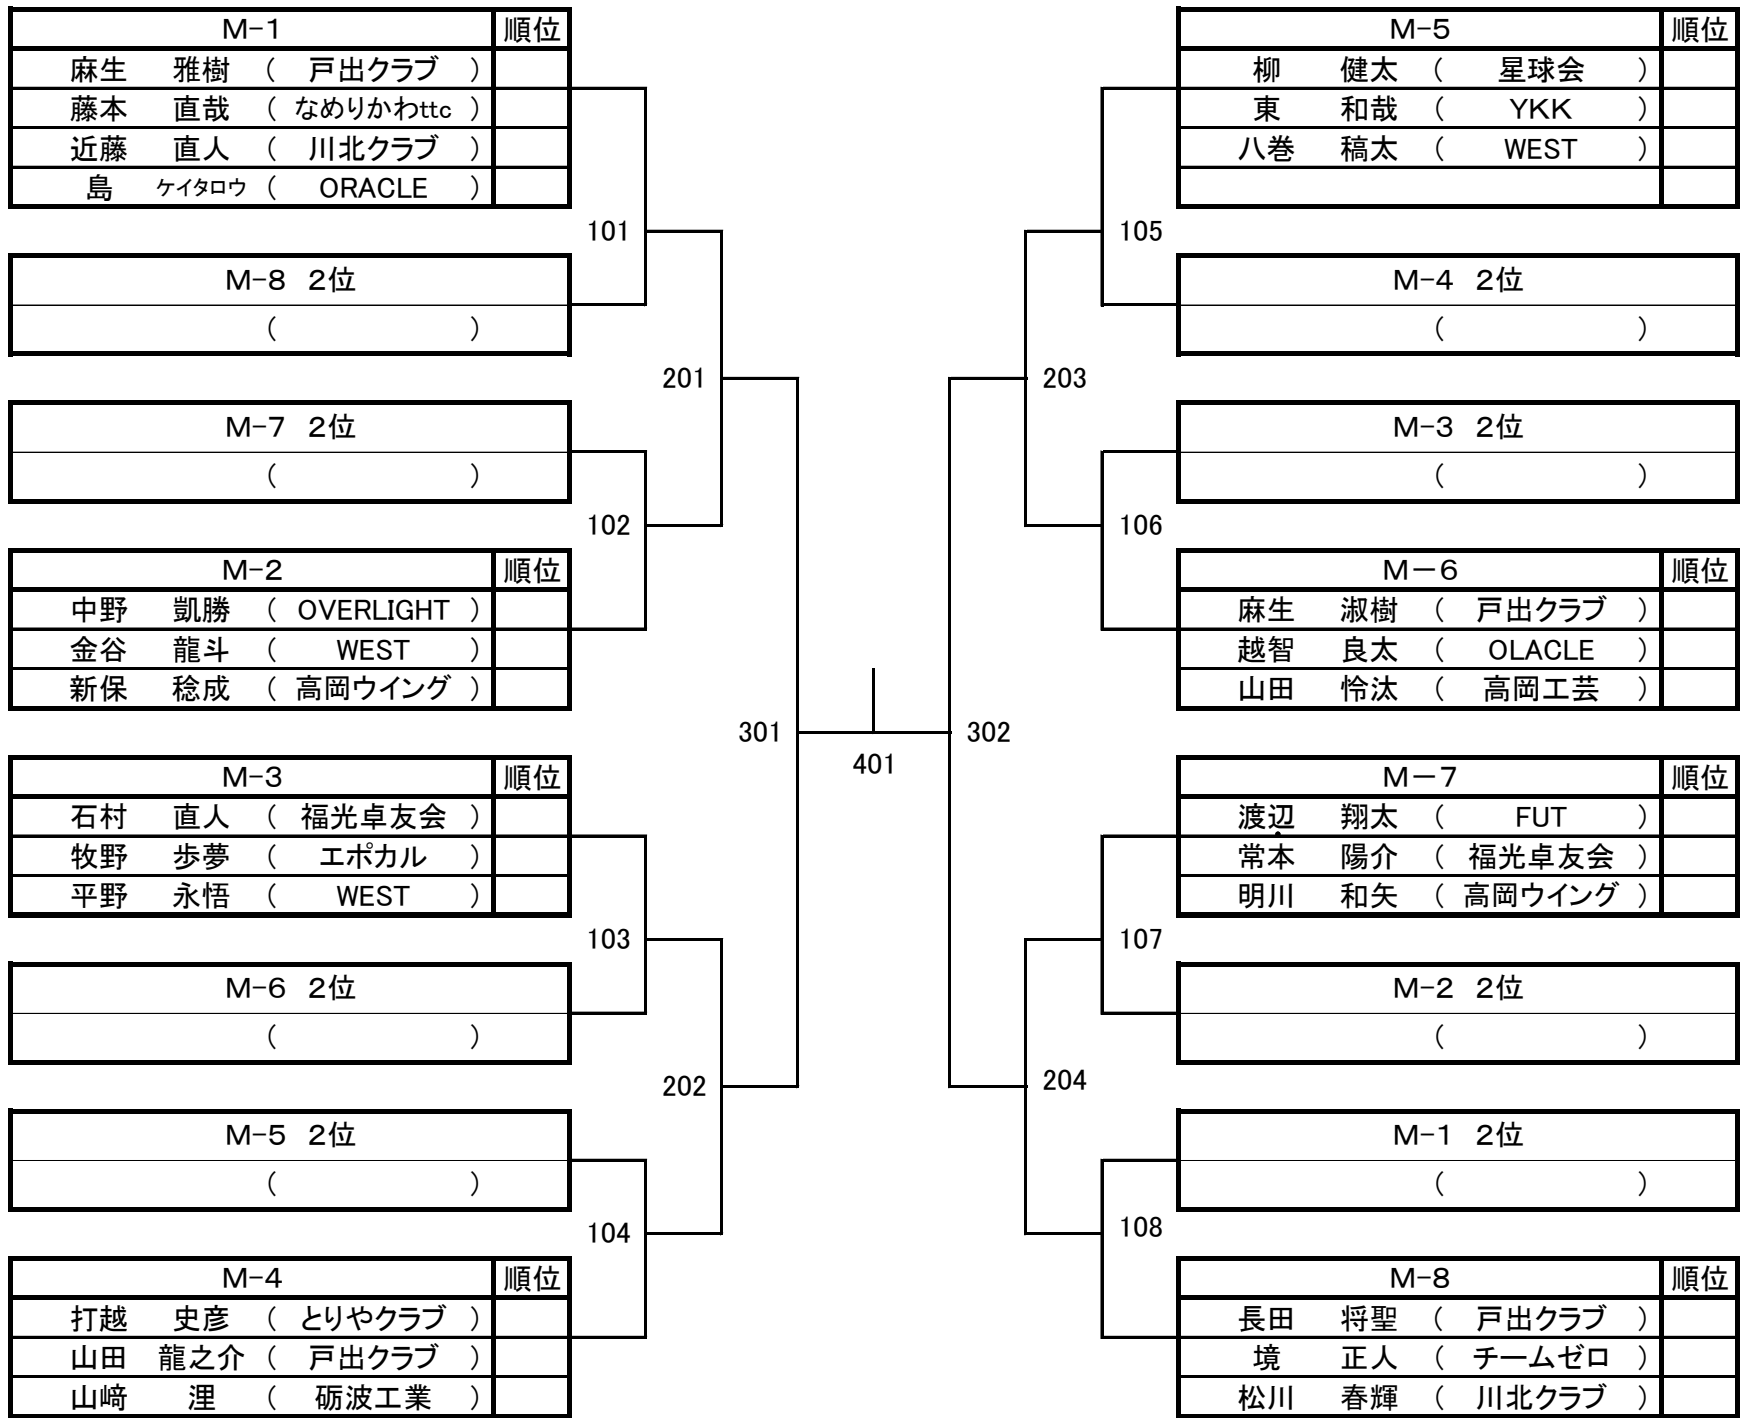 M-1 順位
麻生 雅樹 ( 戸出クラブ )
藤本 直哉 ( なめりかわttc )
近藤 直人 ( 川北クラブ )
島 ケイタロウ ( ORACLE )
101
M-8 2位
( )
201
M-7 2位
( )
102
M-2 順位
中野 凱勝 ( OVERLIGHT )
金谷 龍斗 ( WEST )
新保 稔成 ( 高岡ウイング )
301
M-3 順位
石村 直人 ( 福光卓友会 )
牧野 歩夢 ( エポカル )
平野 永悟 ( WEST )
103
M-6 2位
( )
202
M-5 2位
( )
104
M-4 順位
打越 史彦 ( とりやクラブ )
山田 龍之介 ( 戸出クラブ )
山﨑 浬 ( 砺波工業 )
401
M-5 順位
柳 健太 ( 星球会 )
東 和哉 ( YKK )
八巻 稿太 ( WEST )
105
M-4 2位
( )
203
M-3 2位
( )
106
M－6 順位
麻生 淑樹 ( 戸出クラブ )
越智 良太 ( OLACLE )
山田 怜汰 ( 高岡工芸 )
302
M－7 順位
渡辺 翔太 ( FUT )
常本 陽介 ( 福光卓友会 )
明川 和矢 ( 高岡ウイング )
107
M-2 2位
( )
204
M-1 2位
( )
108
M-8 順位
長田 将聖 ( 戸出クラブ )
境 正人 ( チームゼロ )
松川 春輝 ( 川北クラブ )